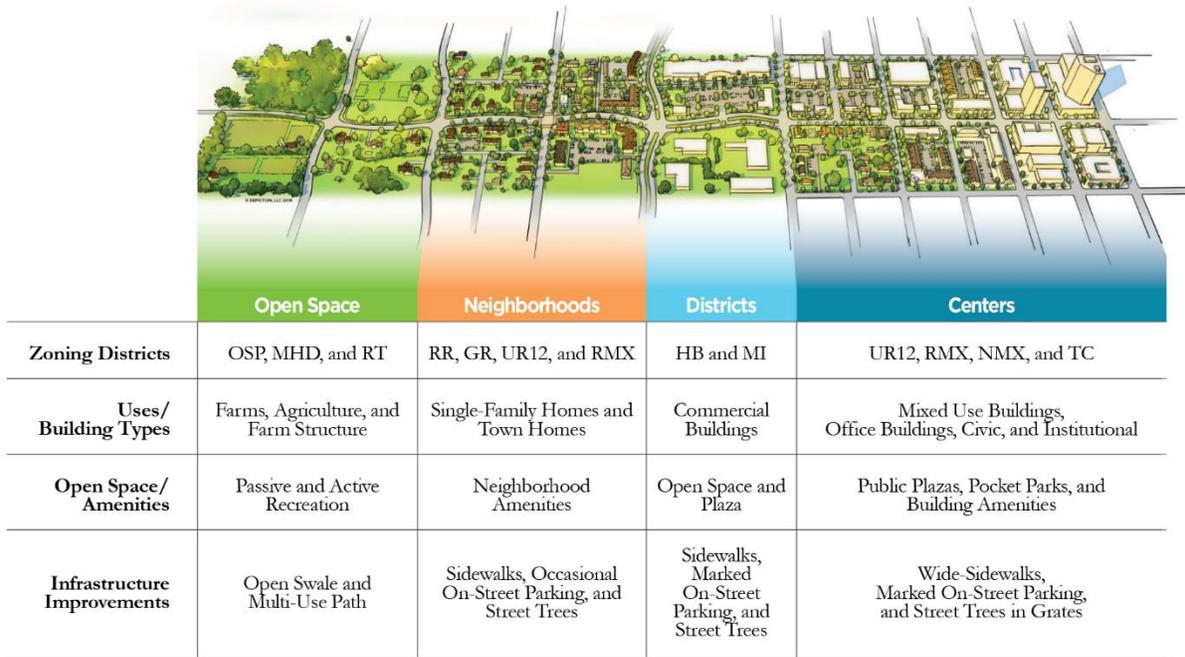 © DEPICTION, LLC 2018
Open Space
Neighborhoods
Districts
Centers
Zoning Districts
OSP, MHD, and RT
RR, GR, UR12, and RMX
HB and MI
UR12, RMX, NMX, and TC
Uses/
Building Types
Farms, Agriculture, and
Farm Structure
Single-Family Homes and
Town Homes
Commercial
Buildings
Mixed Use Buildings,
Office Buildings, Civic, and Institutional
Open Space/
Amenities
Passive and Active
Recreation
Neighborhood
Amenities
Open Space and
Plaza
Public Plazas, Pocket Parks, and
Building Amenities
Infrastructure
Improvements
Open Swale and
Multi-Use Path
Sidewalks, Occasional
On-Street Parking, and
Street Trees
Sidewalks,
Marked
On-Street
Parking, and
Street Trees
Wide-Sidewalks,
Marked On-Street Parking,
and Street Trees in Grates